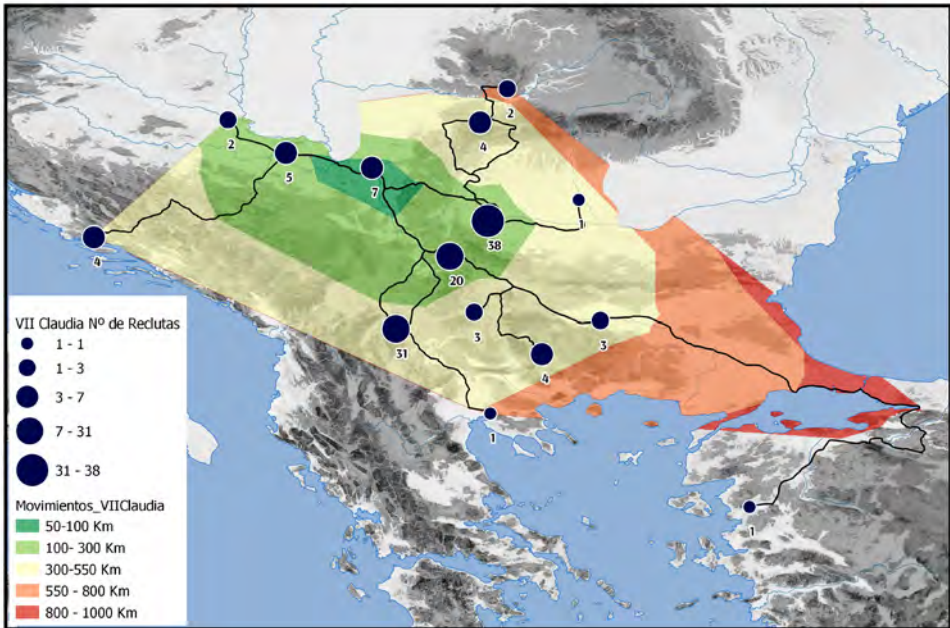 2
2
4
5
7
1
38
4
20
3
3
31
4
1
1
VII Claudia Nº de Reclutas
1 - 1
1 - 3
3 - 7
7 - 31
31 - 38
Movimientos_VIIClaudia
50-100 Km
100- 300 Km
300-550 Km
550 - 800 Km
800 - 1000 Km